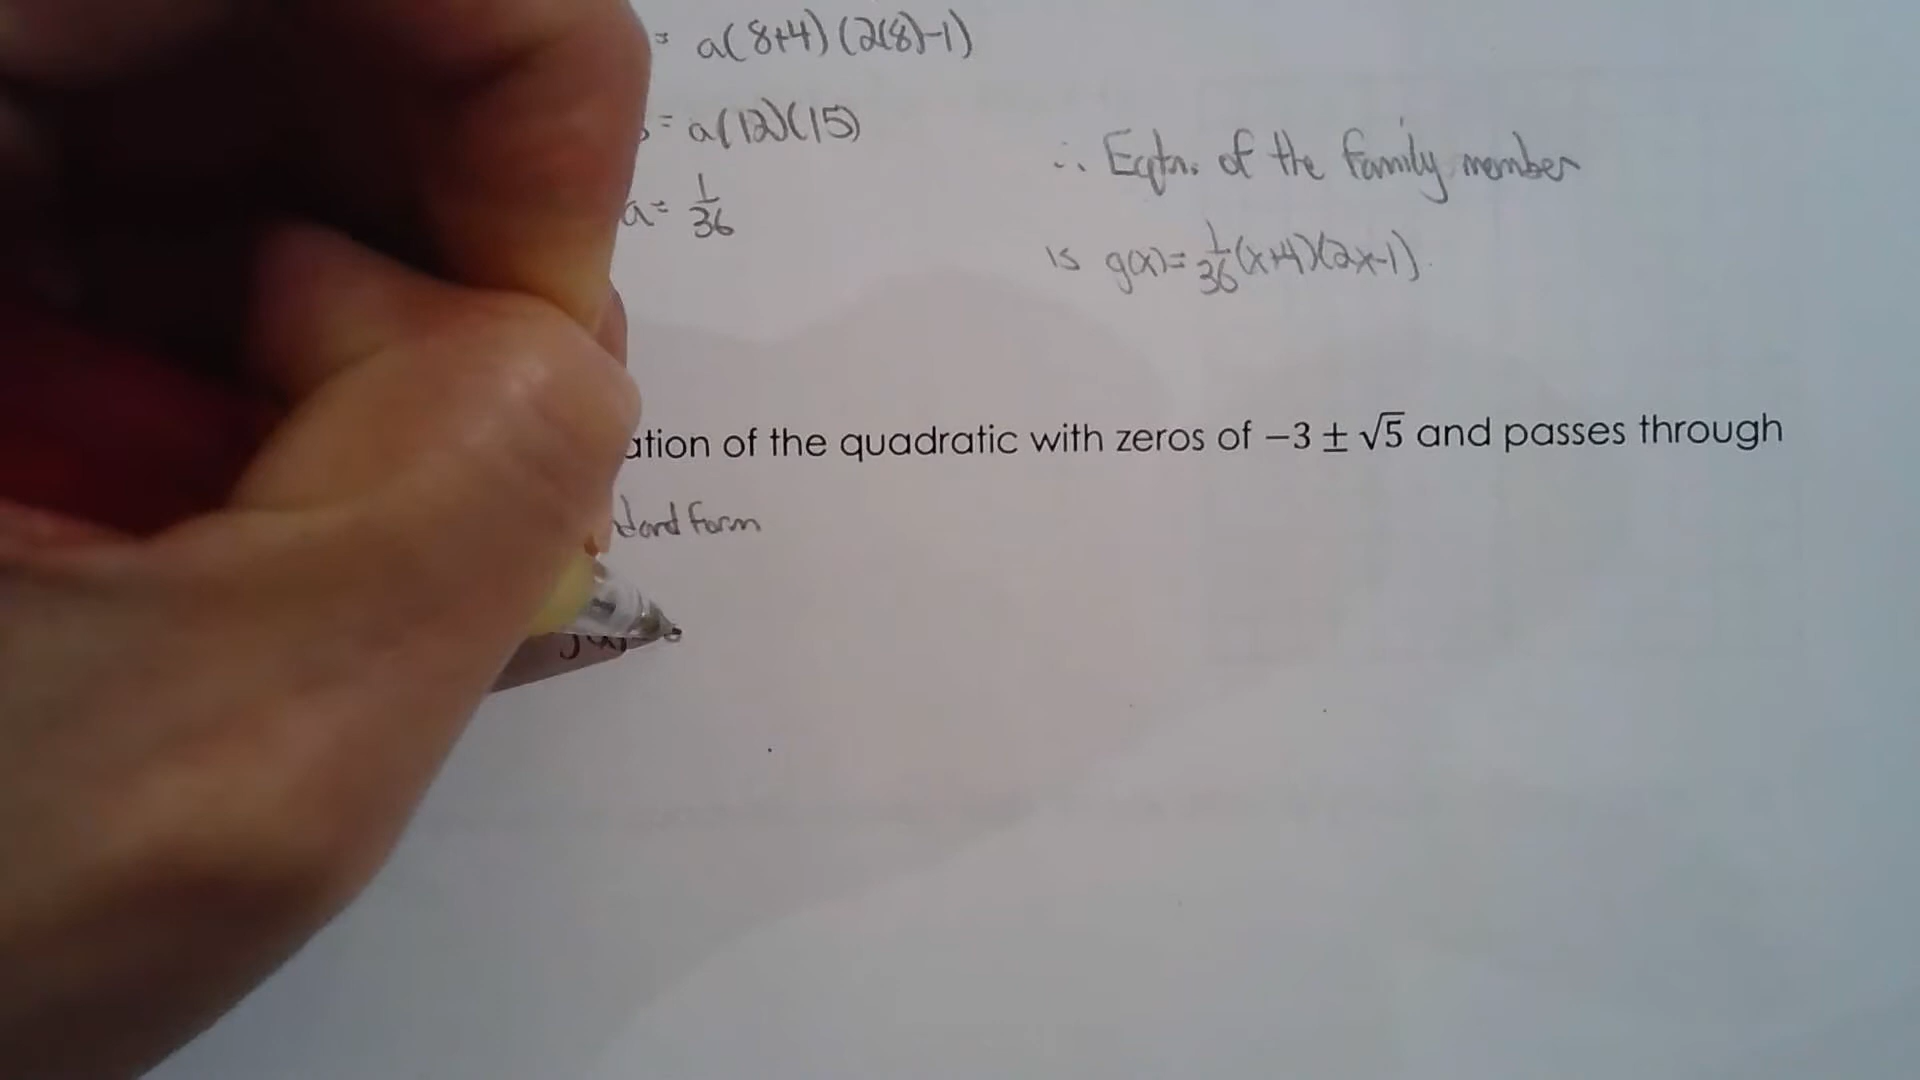 = a(8+4)(2(8)-1)
= a(12)(15)
a = 1/36
∴ Eqtn. of the family member
is g(x) = 1/36 (x+4)(2x-1).
ation of the quadratic with zeros of −3 ± √5 and passes through
dard form